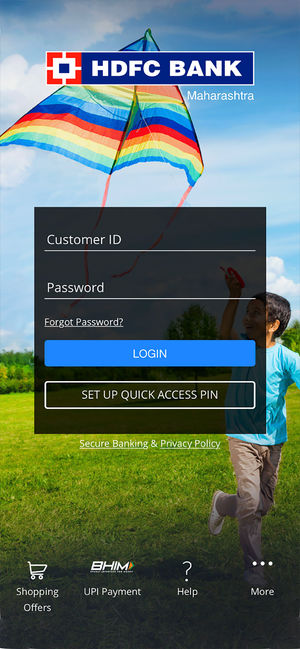 HDFC BANK
Maharashtra
Customer ID
Password
Forgot Password?
LOGIN
SET UP QUICK ACCESS PIN
Secure Banking & Privacy Policy
Shopping
Offers
BHIM
UPI Payment
?
Help
More